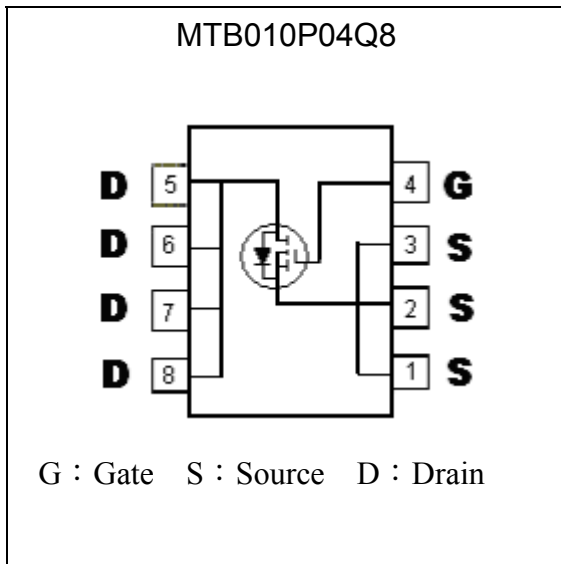 MTB010P04Q8
D 5 4 G
D 6 3 S
D 7 2 S
D 8 1 S
G：Gate S：Source D：Drain